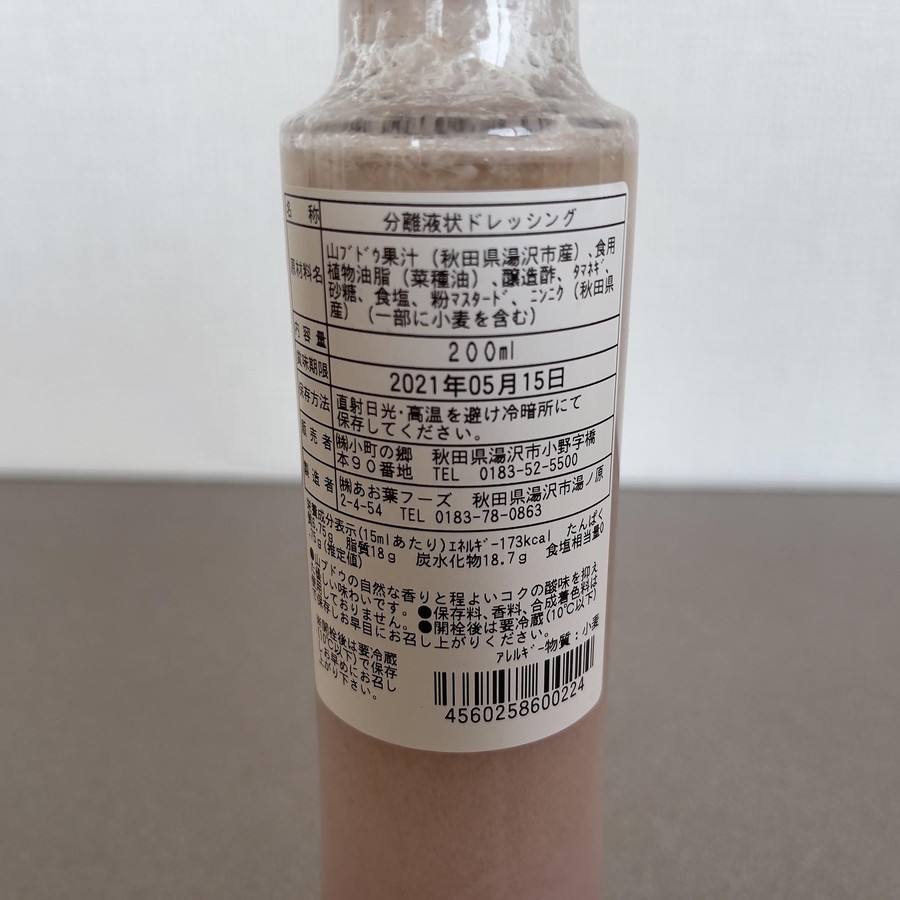 名称 分離液状ドレッシング
原材料名 山ﾌﾞﾄﾞｳ果汁（秋田県湯沢市産）、食用
植物油脂（菜種油）、醸造酢、ﾀﾏﾈｷﾞ、
砂糖、食塩、粉ﾏｽﾀｰﾄﾞ、ﾆﾝﾆｸ（秋田県
産）（一部に小麦を含む）
内容量 200ml
賞味期限 2021年05月15日
保存方法 直射日光・高温を避け冷暗所にて
保存してください。
販売者 ㈱小町の郷 秋田県湯沢市小野字橋
本90番地 TEL 0183-52-5500
製造者 ㈱あお葉フーズ 秋田県湯沢市湯ノ原
2-4-54 TEL 0183-78-0863
栄養成分表示(15mlあたり)ｴﾈﾙｷﾞｰ173kcal たんぱく
脂質18g 炭水化物18.7g 食塩相当量0
(推定値)
●山ブドウの自然な香りと程よいコクの酸味を抑え
しい味わいです。●保存料、香料、合成着色料は
しておりません。●開栓後は要冷蔵(10℃以下)
で保存しお早目にお召し上がりください。
ｱﾚﾙｷﾞｰ物質：小麦
※開栓後は要冷蔵
(10℃以下)で保存
しお早めにお召し
上がり下さい。
4560258600224